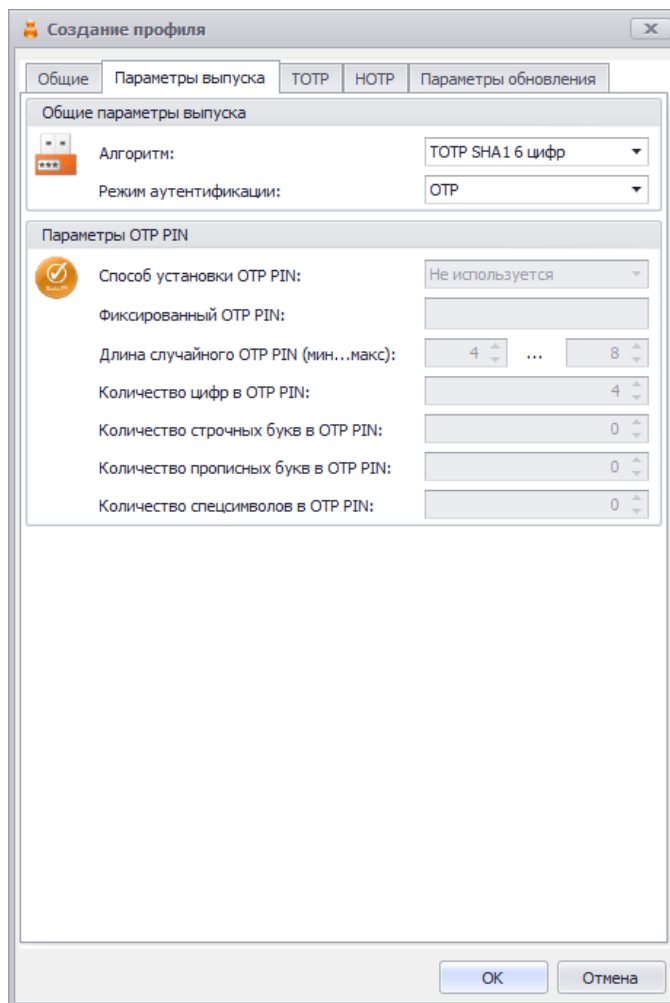 Создание профиля
Общие Параметры выпуска TOTP HOTP Параметры обновления
Общие параметры выпуска
Алгоритм: TOTP SHA1 6 цифр
Режим аутентификации: OTP
Параметры OTP PIN
Способ установки OTP PIN: Не используется
Фиксированный OTP PIN:
Длина случайного OTP PIN (мин...макс): 4 ... 8
Количество цифр в OTP PIN: 4
Количество строчных букв в OTP PIN: 0
Количество прописных букв в OTP PIN: 0
Количество спецсимволов в OTP PIN: 0
OK Отмена